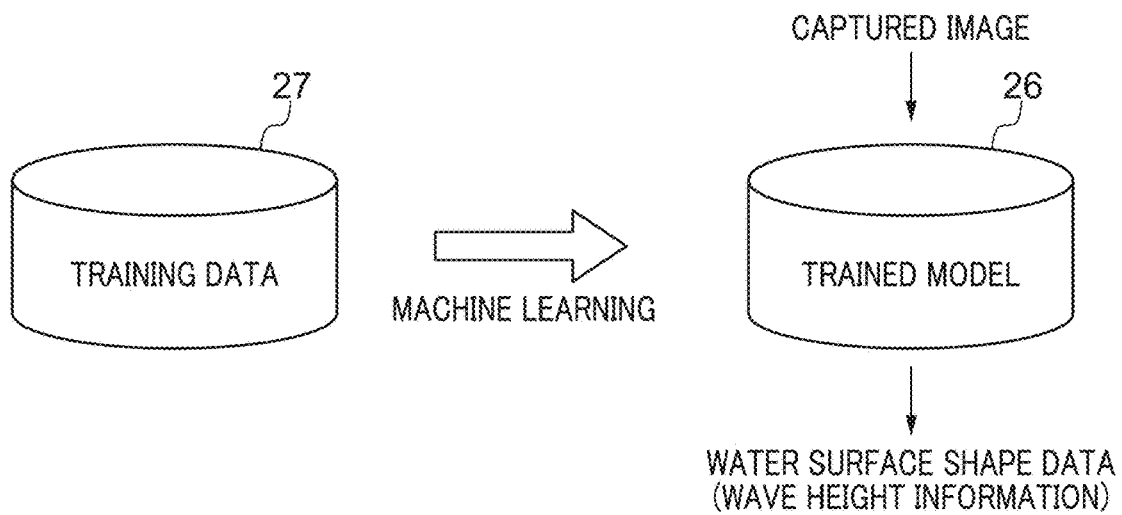 CAPTURED IMAGE
27
26
TRAINING DATA
MACHINE LEARNING
TRAINED MODEL
WATER SURFACE SHAPE DATA
(WAVE HEIGHT INFORMATION)